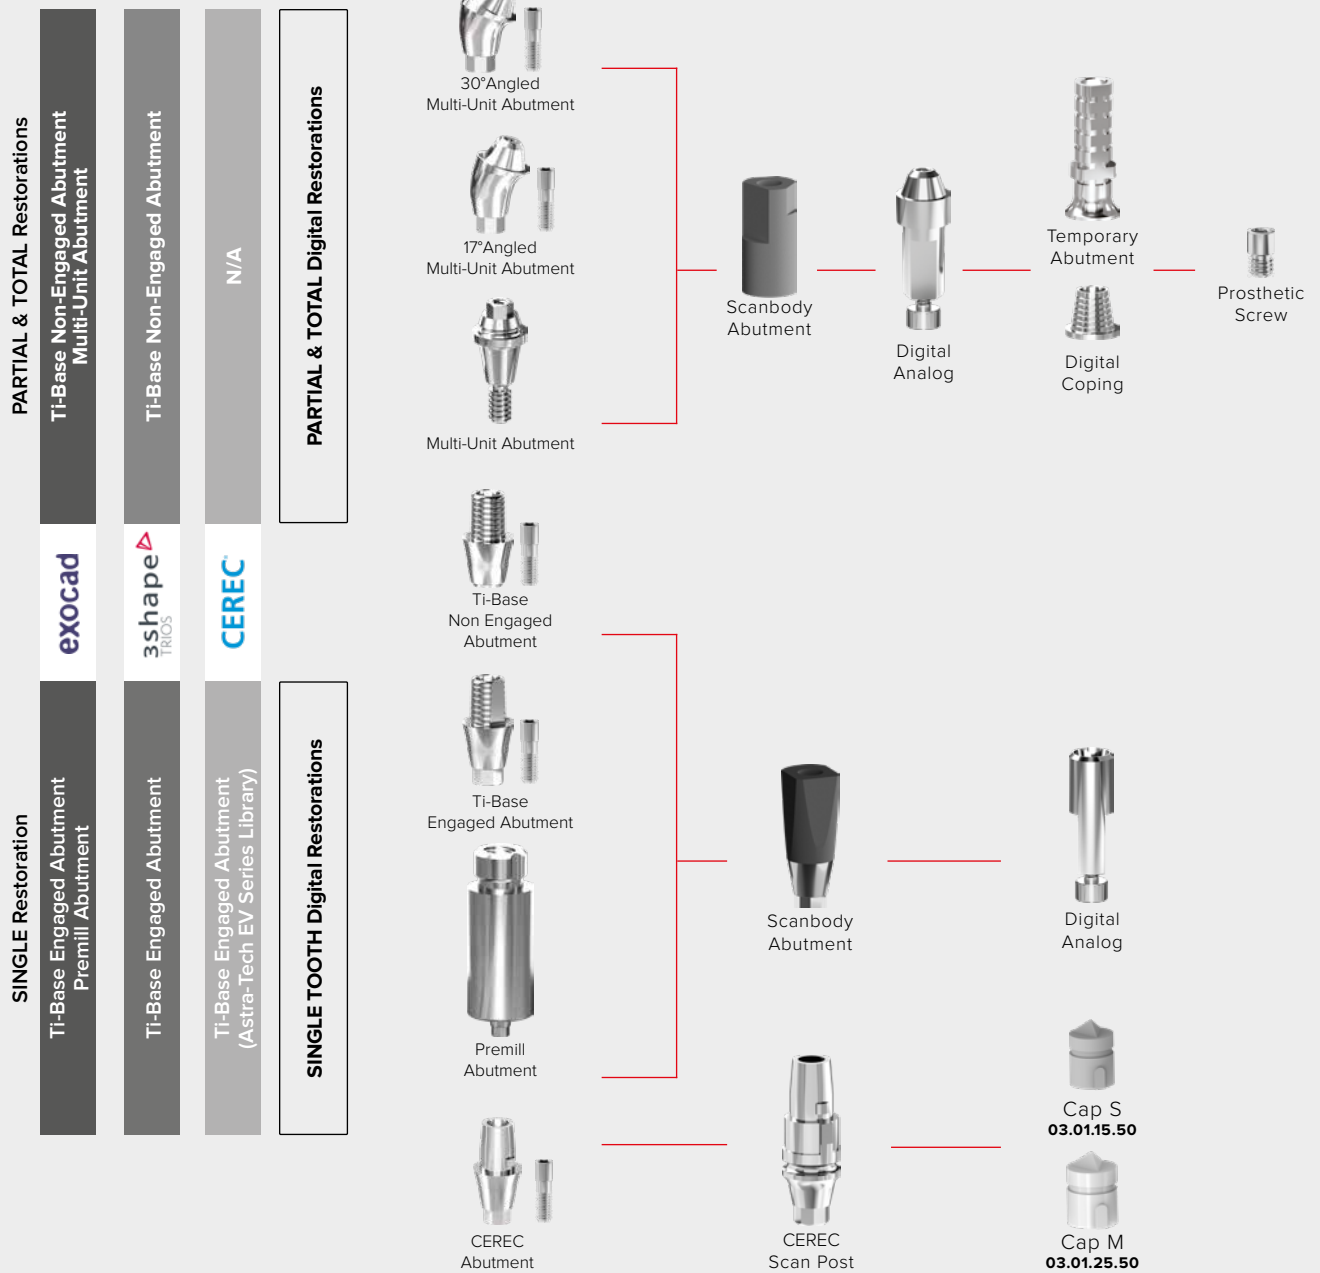 PARTIAL & TOTAL Restorations
Ti-Base Non-Engaged Abutment
Multi-Unit Abutment
Ti-Base Non-Engaged Abutment
N/A
PARTIAL & TOTAL Digital Restorations
exocad
3shape
TRIOS
CEREC
SINGLE Restoration
Ti-Base Engaged Abutment
Premill Abutment
Ti-Base Engaged Abutment
Ti-Base Engaged Abutment
(Astra-Tech EV Series Library)
SINGLE TOOTH Digital Restorations
30°Angled
Multi-Unit Abutment
17°Angled
Multi-Unit Abutment
Multi-Unit Abutment
Scanbody
Abutment
Digital
Analog
Temporary
Abutment
Digital
Coping
Prosthetic
Screw
Ti-Base
Non Engaged
Abutment
Ti-Base
Engaged Abutment
Premill
Abutment
Scanbody
Abutment
Digital
Analog
CEREC
Abutment
CEREC
Scan Post
Cap S
03.01.15.50
Cap M
03.01.25.50